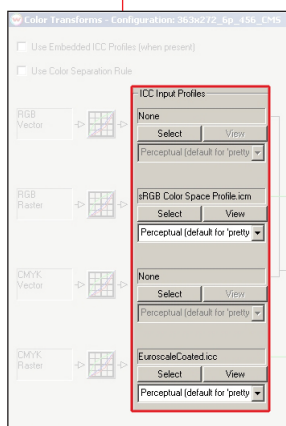 Color Transforms - Configuration: 363x272_6p_456_CMS
Use Embedded ICC Profiles (when present)
Use Color Separation Rule
ICC Input Profiles
RGB
Vector
None
Select View
Perceptual (default for 'pretty
RGB
Raster
sRGB Color Space Profile.icm
Select View
Perceptual (default for 'pretty
CMYK
Vector
None
Select View
Perceptual (default for 'pretty
CMYK
Raster
EuroscaleCoated.icc
Select View
Perceptual (default for 'pretty